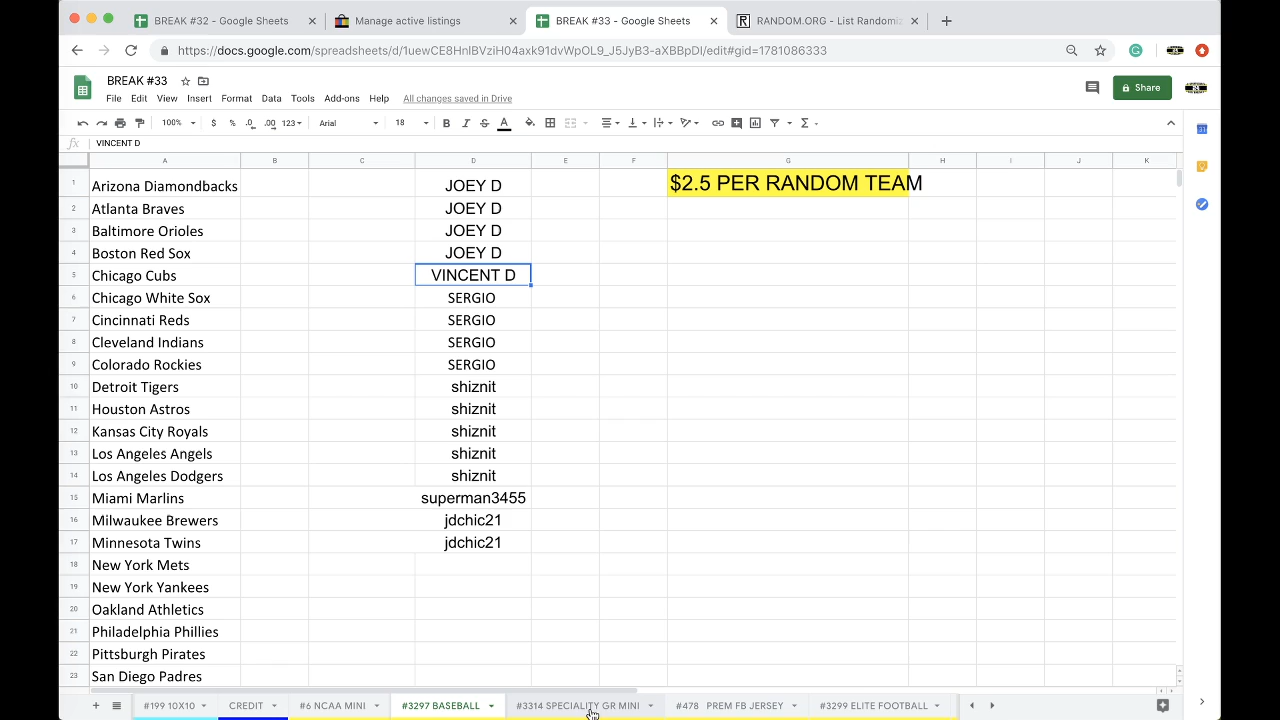 BREAK #32 - Google Sheets
Manage active listings
BREAK #33 - Google Sheets
RANDOM.ORG - List Randomiz
https://docs.google.com/spreadsheets/d/1uewCE8HnIBVziH04axk91dvWpOL9_J5JyB3-aXBBpDI/edit#gid=1781086333
BREAK #33
File Edit View Insert Format Data Tools Add-ons Help All changes saved in Drive
Share
100% $ % .0 .00 123 Arial 18 B I S A
fx VINCENT D
A B C D E F G H I J K
1 Arizona Diamondbacks JOEY D $2.5 PER RANDOM TEAM
2 Atlanta Braves JOEY D
3 Baltimore Orioles JOEY D
4 Boston Red Sox JOEY D
5 Chicago Cubs VINCENT D
6 Chicago White Sox SERGIO
7 Cincinnati Reds SERGIO
8 Cleveland Indians SERGIO
9 Colorado Rockies SERGIO
10 Detroit Tigers shiznit
11 Houston Astros shiznit
12 Kansas City Royals shiznit
13 Los Angeles Angels shiznit
14 Los Angeles Dodgers shiznit
15 Miami Marlins superman3455
16 Milwaukee Brewers jdchic21
17 Minnesota Twins jdchic21
18 New York Mets
19 New York Yankees
20 Oakland Athletics
21 Philadelphia Phillies
22 Pittsburgh Pirates
23 San Diego Padres
#199 10X10 CREDIT #6 NCAA MINI #3297 BASEBALL #3314 SPECIALITY GR MINI #478 PREM FB JERSEY #3299 ELITE FOOTBALL